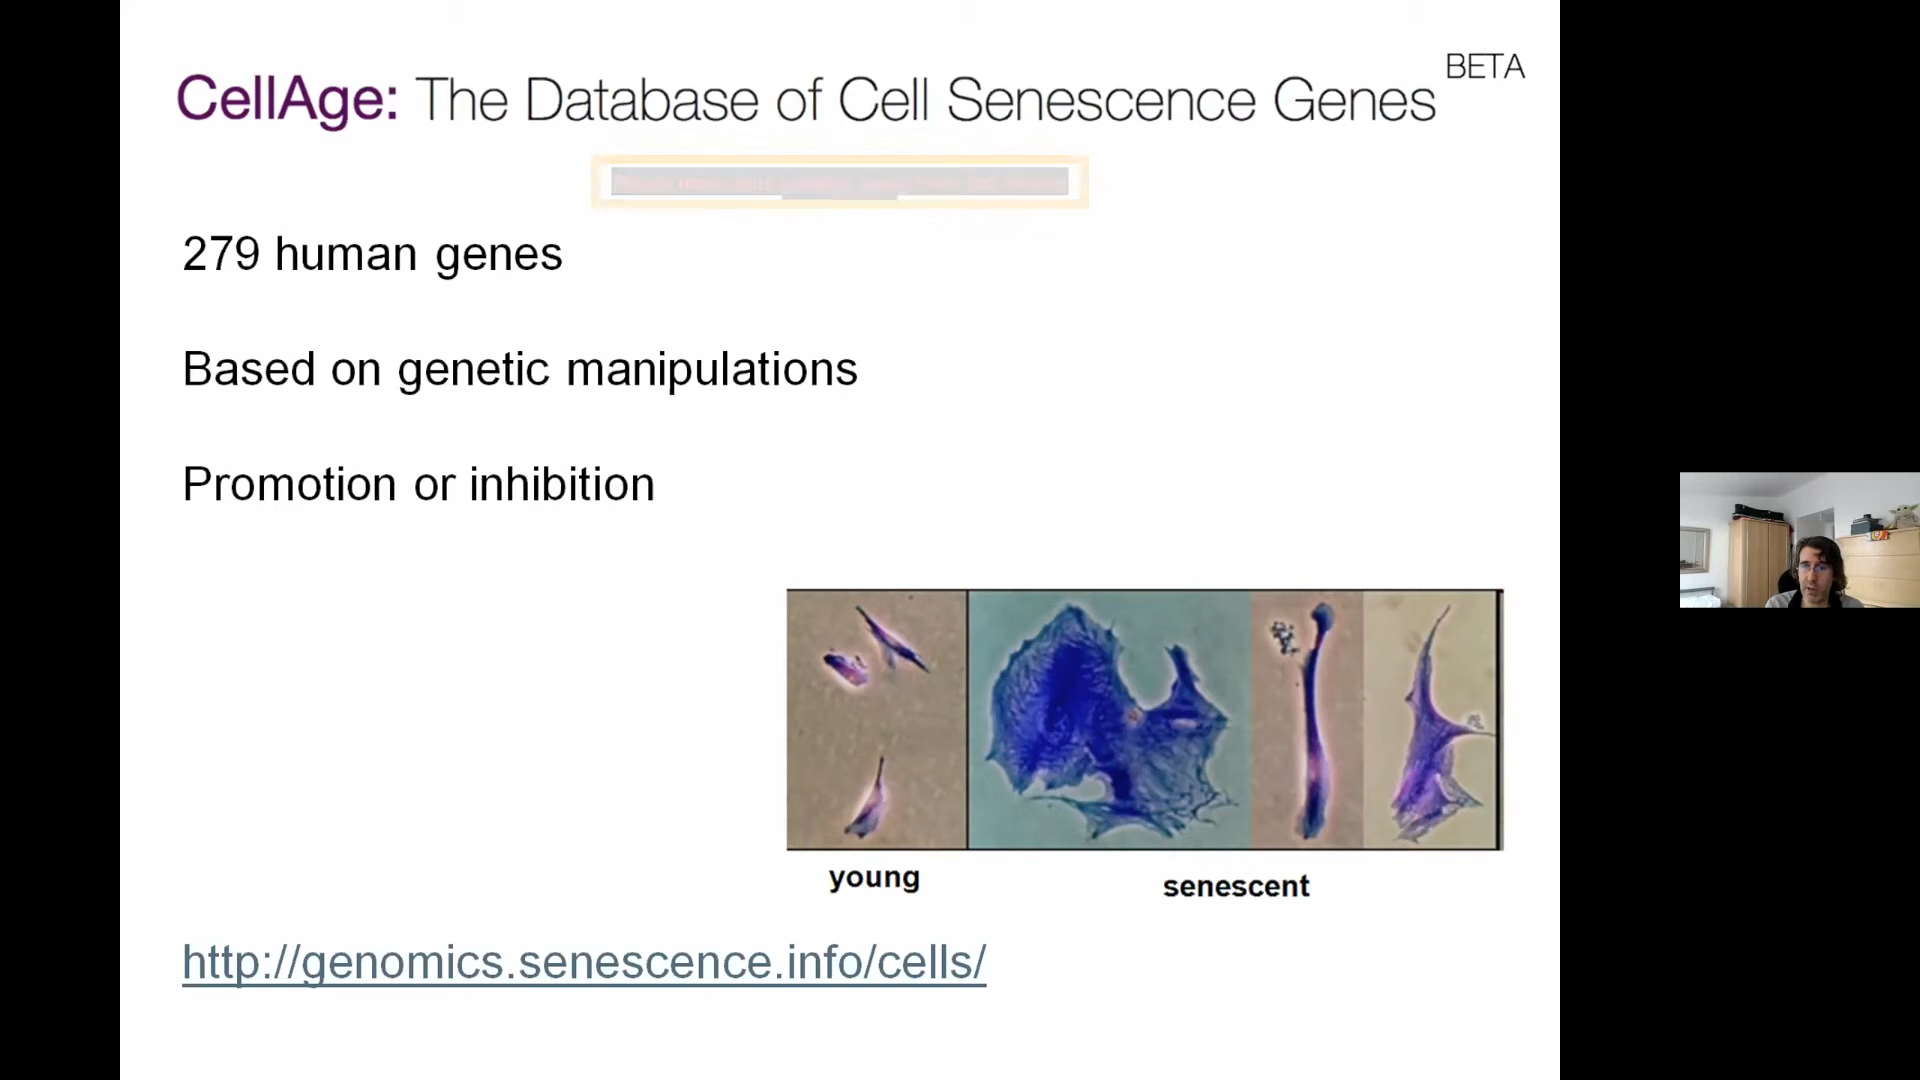 CellAge: The Database of Cell Senescence Genes BETA
279 human genes
Based on genetic manipulations
Promotion or inhibition
young
senescent
http://genomics.senescence.info/cells/